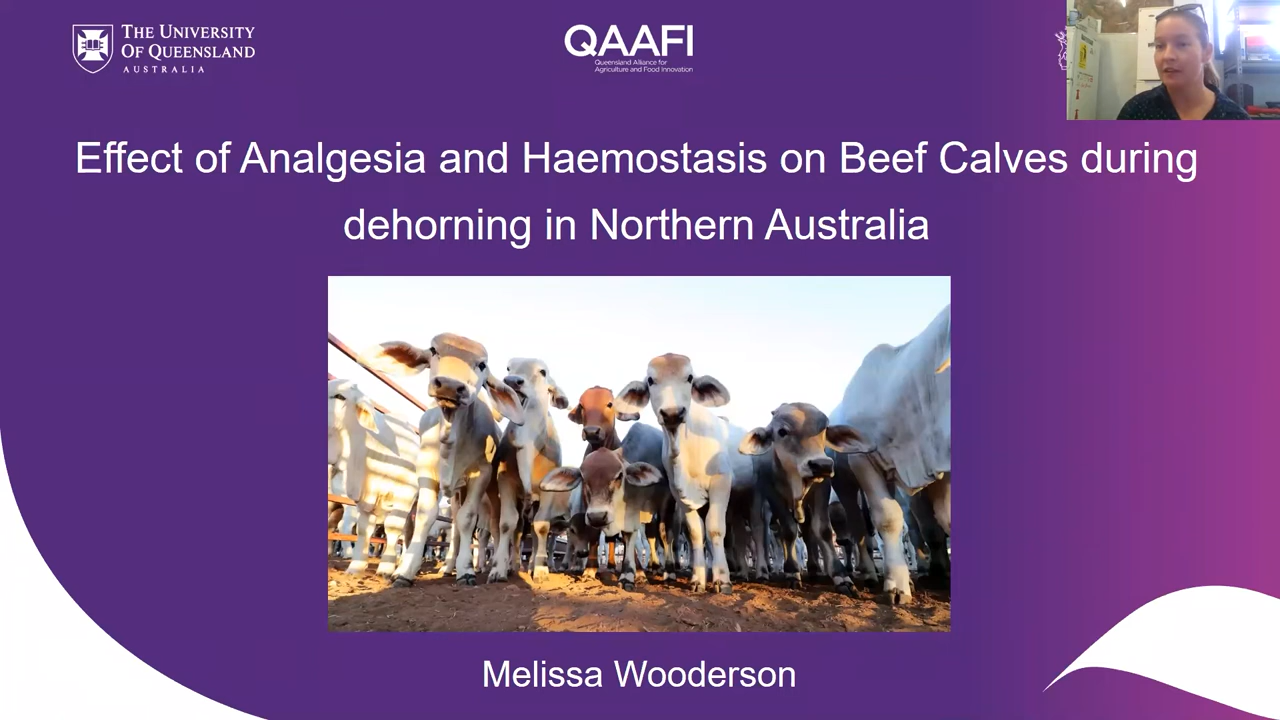 THE UNIVERSITY
OF QUEENSLAND
AUSTRALIA
QAAFI
Queensland Alliance for
Agriculture and Food Innovation
Effect of Analgesia and Haemostasis on Beef Calves during
dehorning in Northern Australia
Melissa Wooderson